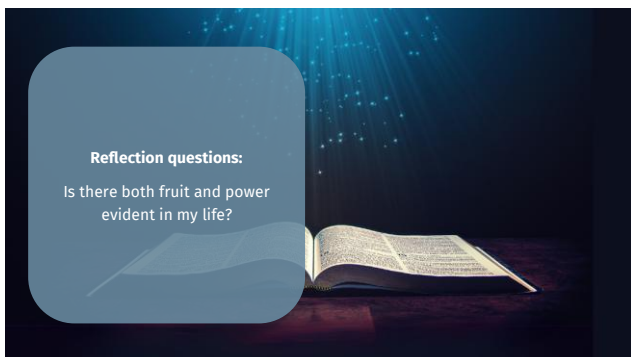 Reflection questions:
Is there both fruit and power
evident in my life?